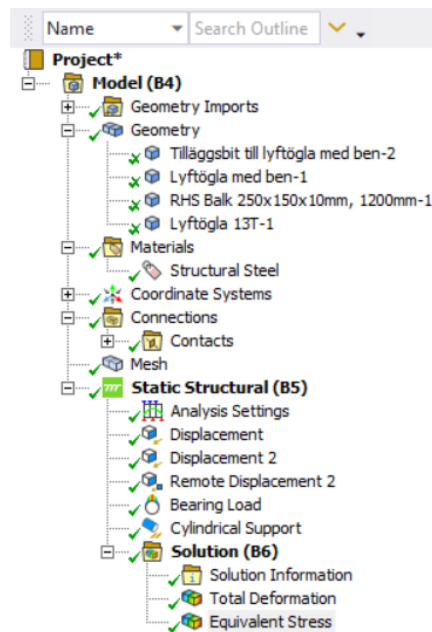 Name Search Outline
Project*
Model (B4)
Geometry Imports
Geometry
Tilläggsbit till lyftögla med ben-2
Lyftögla med ben-1
RHS Balk 250x150x10mm, 1200mm-1
Lyftögla 13T-1
Materials
Structural Steel
Coordinate Systems
Connections
Contacts
Mesh
Static Structural (B5)
Analysis Settings
Displacement
Displacement 2
Remote Displacement 2
Bearing Load
Cylindrical Support
Solution (B6)
Solution Information
Total Deformation
Equivalent Stress